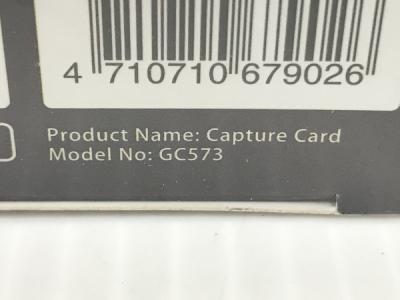 4 710710 679026
Product Name: Capture Card
Model No: GC573